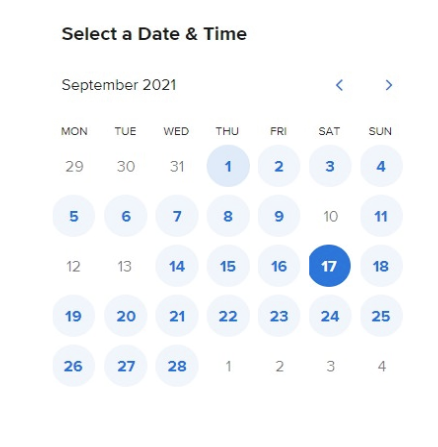 Select a Date & Time
September 2021
MON TUE WED THU FRI SAT SUN
29 30 31 1 2 3 4
5 6 7 8 9 10 11
12 13 14 15 16 17 18
19 20 21 22 23 24 25
26 27 28 1 2 3 4